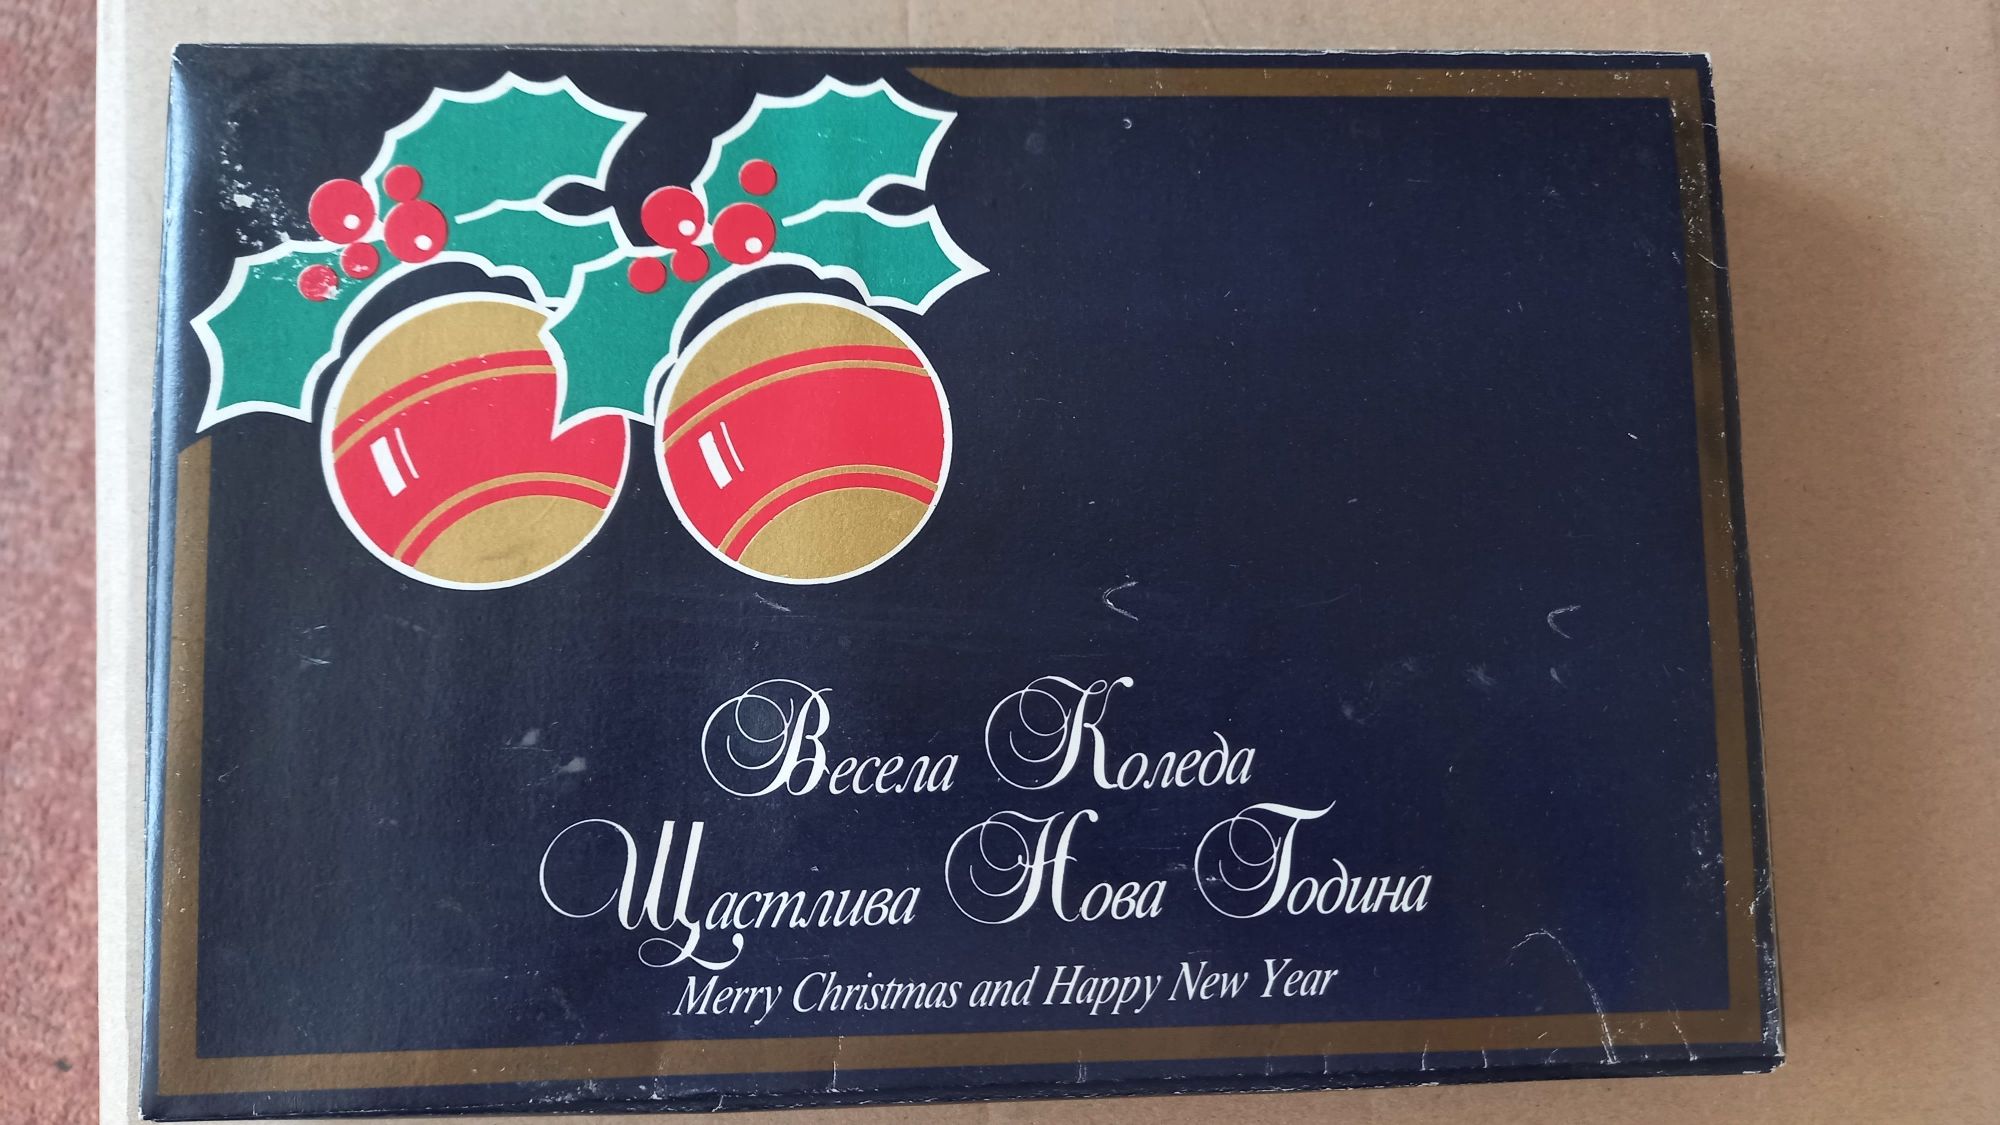 Весела Коледа
Щастлива Нова Година
Merry Christmas and Happy New Year